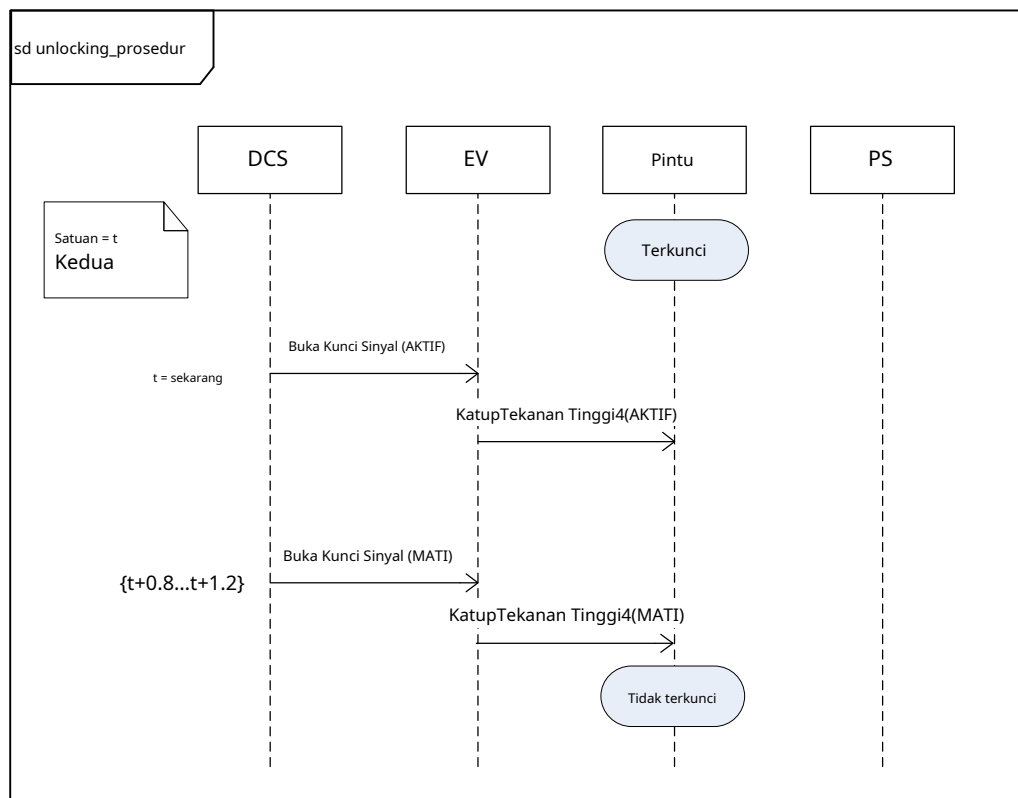 sd unlocking_prosedur
DCS
EV
Pintu
PS
Satuan = t
Kedua
Terkunci
Buka Kunci Sinyal (AKTIF)
t = sekarang
KatupTekanan Tinggi4(AKTIF)
Buka Kunci Sinyal (MATI)
{t+0.8...t+1.2}
KatupTekanan Tinggi4(MATI)
Tidak terkunci